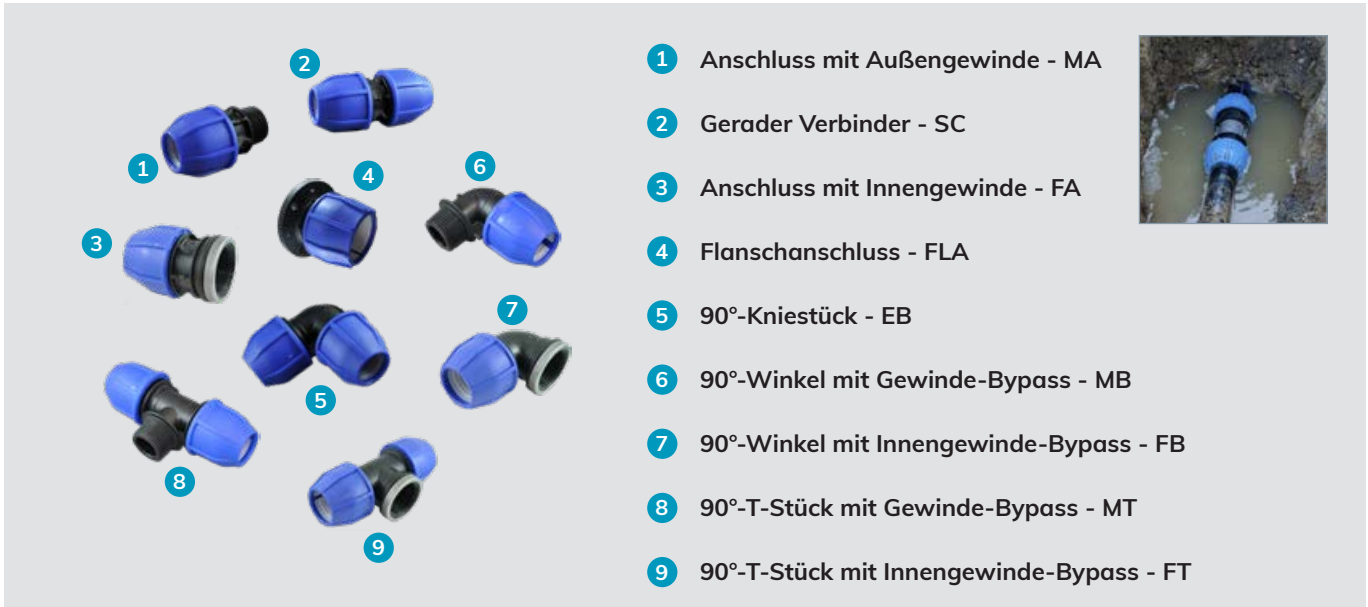 2
1
6
4
3
7
5
8
9
1 Anschluss mit Außengewinde - MA
2 Gerader Verbinder - SC
3 Anschluss mit Innengewinde - FA
4 Flanschanschluss - FLA
5 90°-Kniestück - EB
6 90°-Winkel mit Gewinde-Bypass - MB
7 90°-Winkel mit Innengewinde-Bypass - FB
8 90°-T-Stück mit Gewinde-Bypass - MT
9 90°-T-Stück mit Innengewinde-Bypass - FT